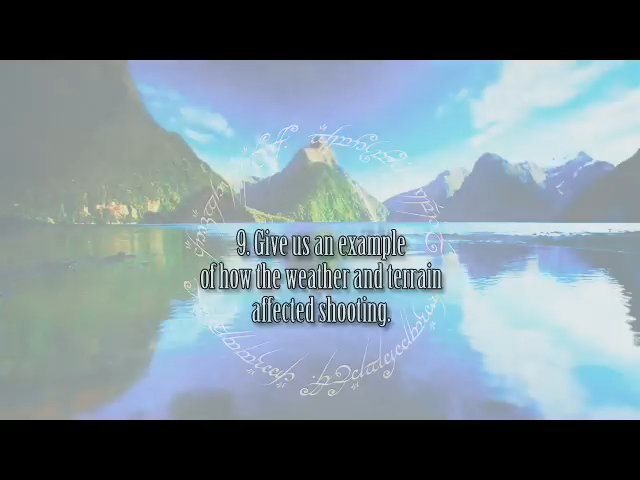 9. Give us an example
of how the weather and terrain
affected shooting.